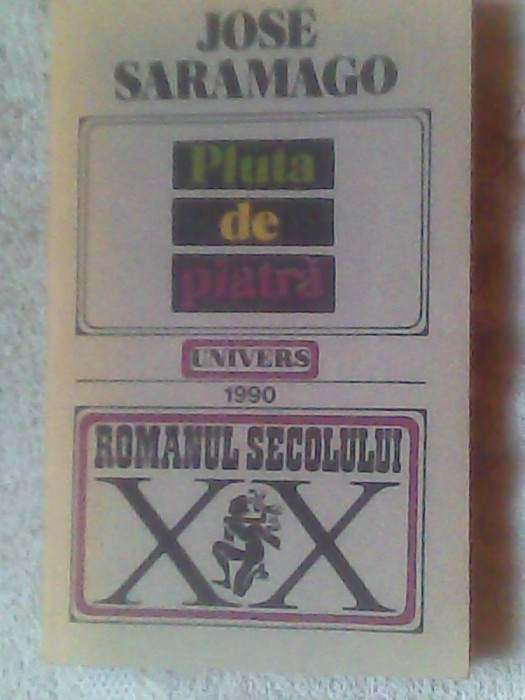 JOSÉ
SARAMAGO
Pluta
de
piatră
UNIVERS
1990
ROMANUL SECOLULUI
XX